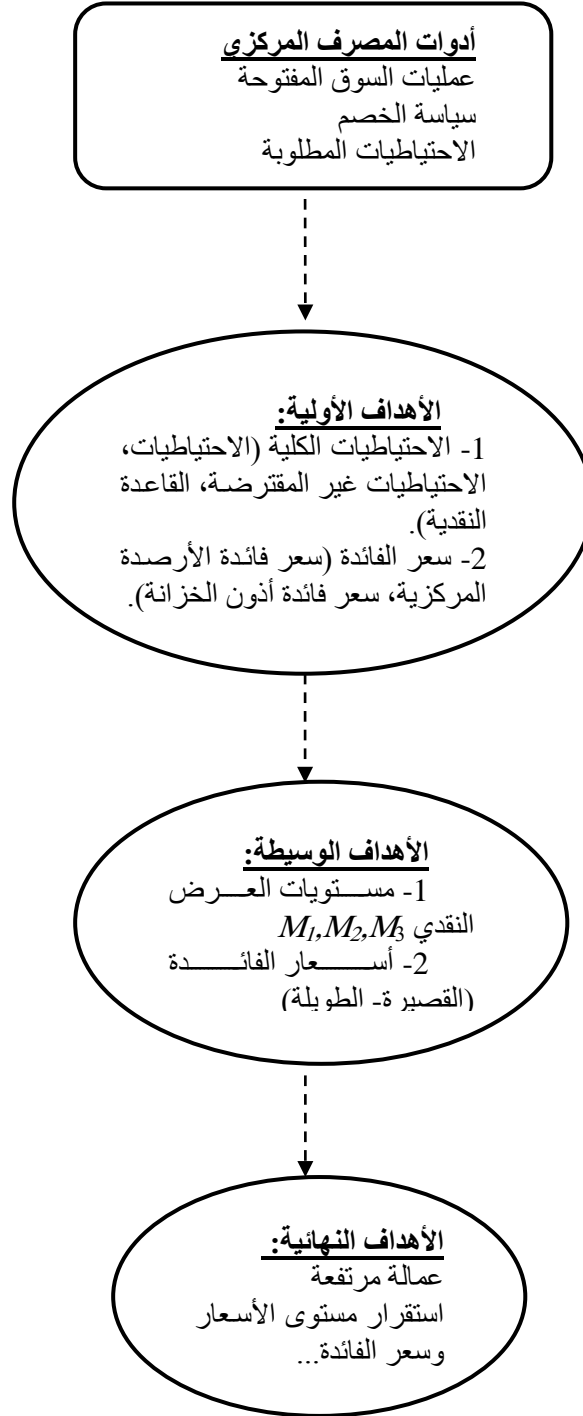 أدوات المصرف المركزي
عمليات السوق المفتوحة
سياسة الخصم
الاحتياطيات المطلوبة
الأهداف الأولية:
1- الاحتياطيات الكلية (الاحتياطيات،
الاحتياطيات غير المقترضة، القاعدة
النقدية).
2- سعر الفائدة (سعر فائدة الأرصدة
المركزية، سعر فائدة أذون الخزانة).
الأهداف الوسيطة:
1- مستويات العرض
النقدي M1,M2,M3
2- أسعار الفائدة
(القصيرة- الطويلة)
الأهداف النهائية:
عمالة مرتفعة
استقرار مستوى الأسعار
وسعر الفائدة...